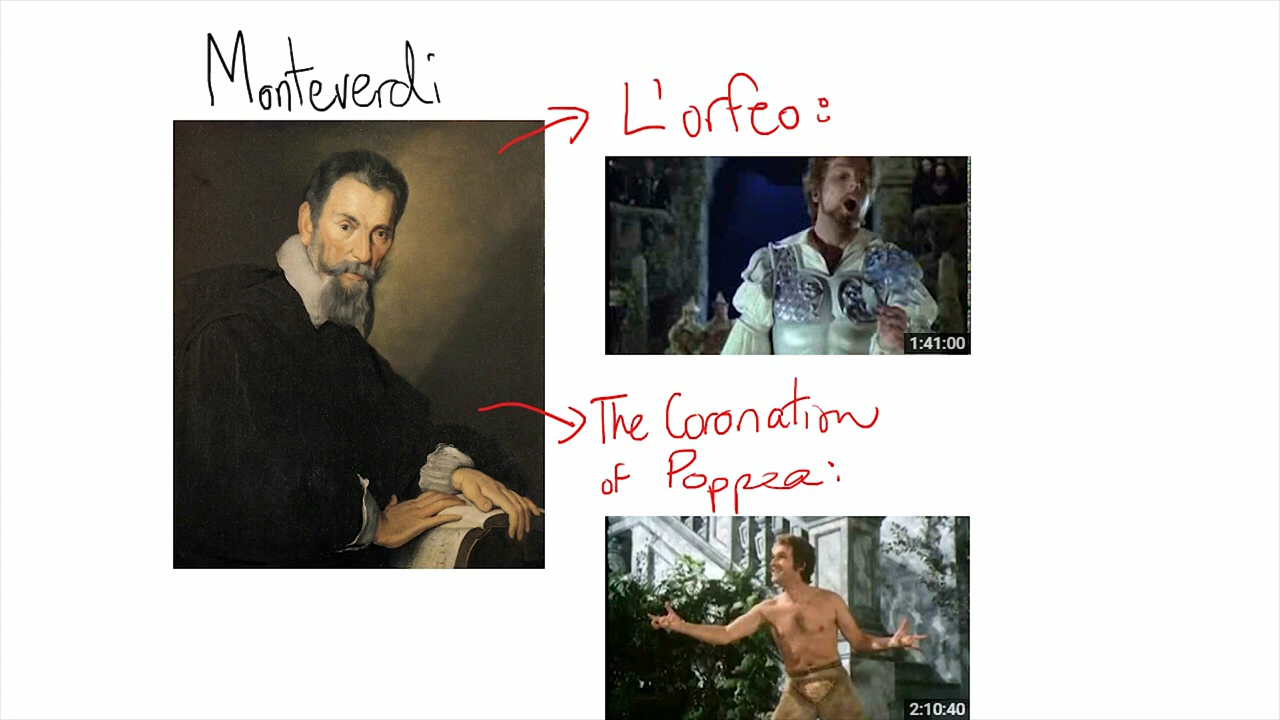 Monteverdi
L'orfeo:
1:41:00
The Coronation
of Poppea:
2:10:40